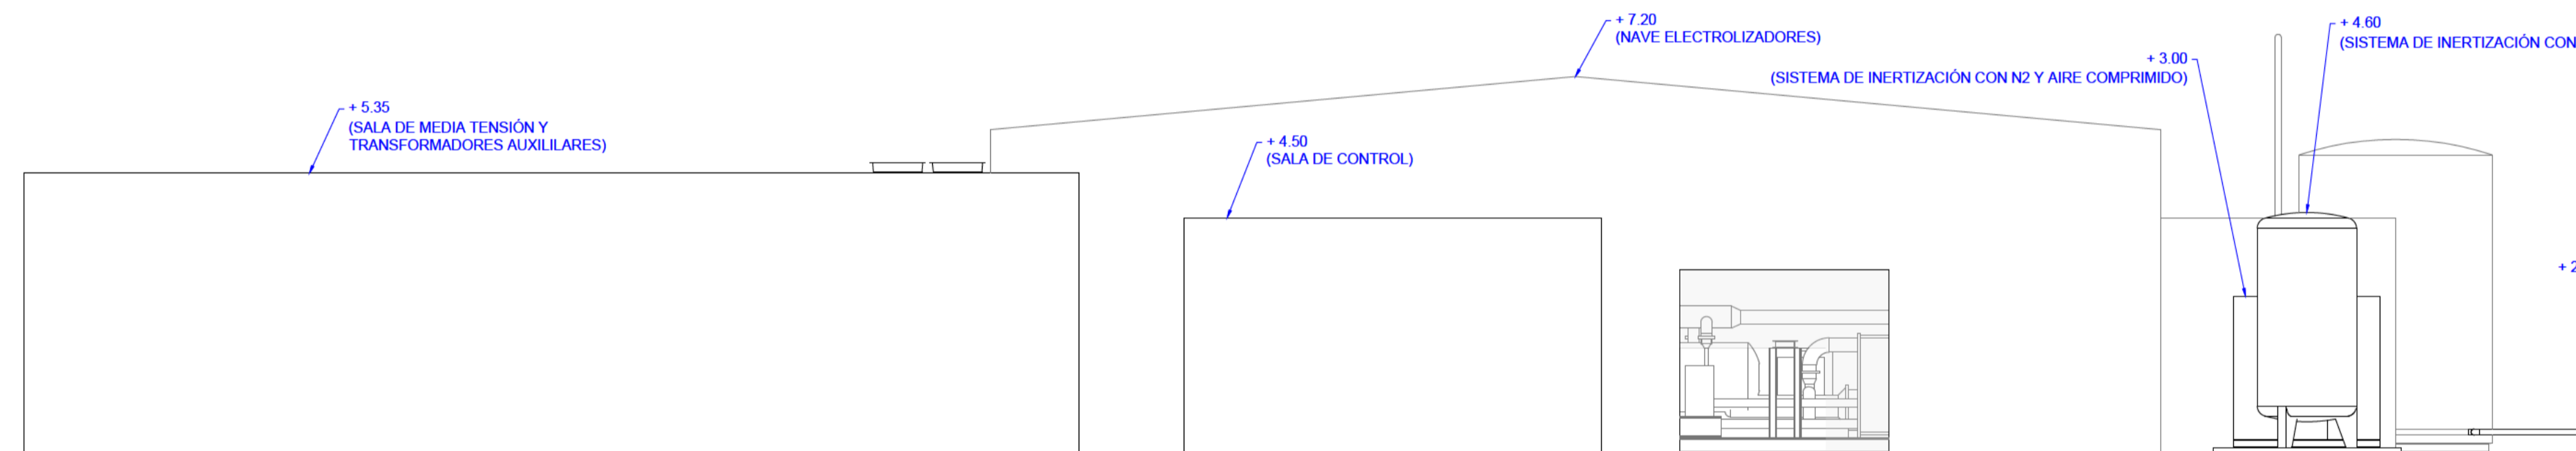 + 5.35
(SALA DE MEDIA TENSIÓN Y
TRANSFORMADORES AUXILILARES)
+ 4.50
(SALA DE CONTROL)
+ 7.20
(NAVE ELECTROLIZADORES)
+ 3.00
(SISTEMA DE INERTIZACIÓN CON N2 Y AIRE COMPRIMIDO)
+ 4.60
(SISTEMA DE INERTIZACIÓN CON
+ 2